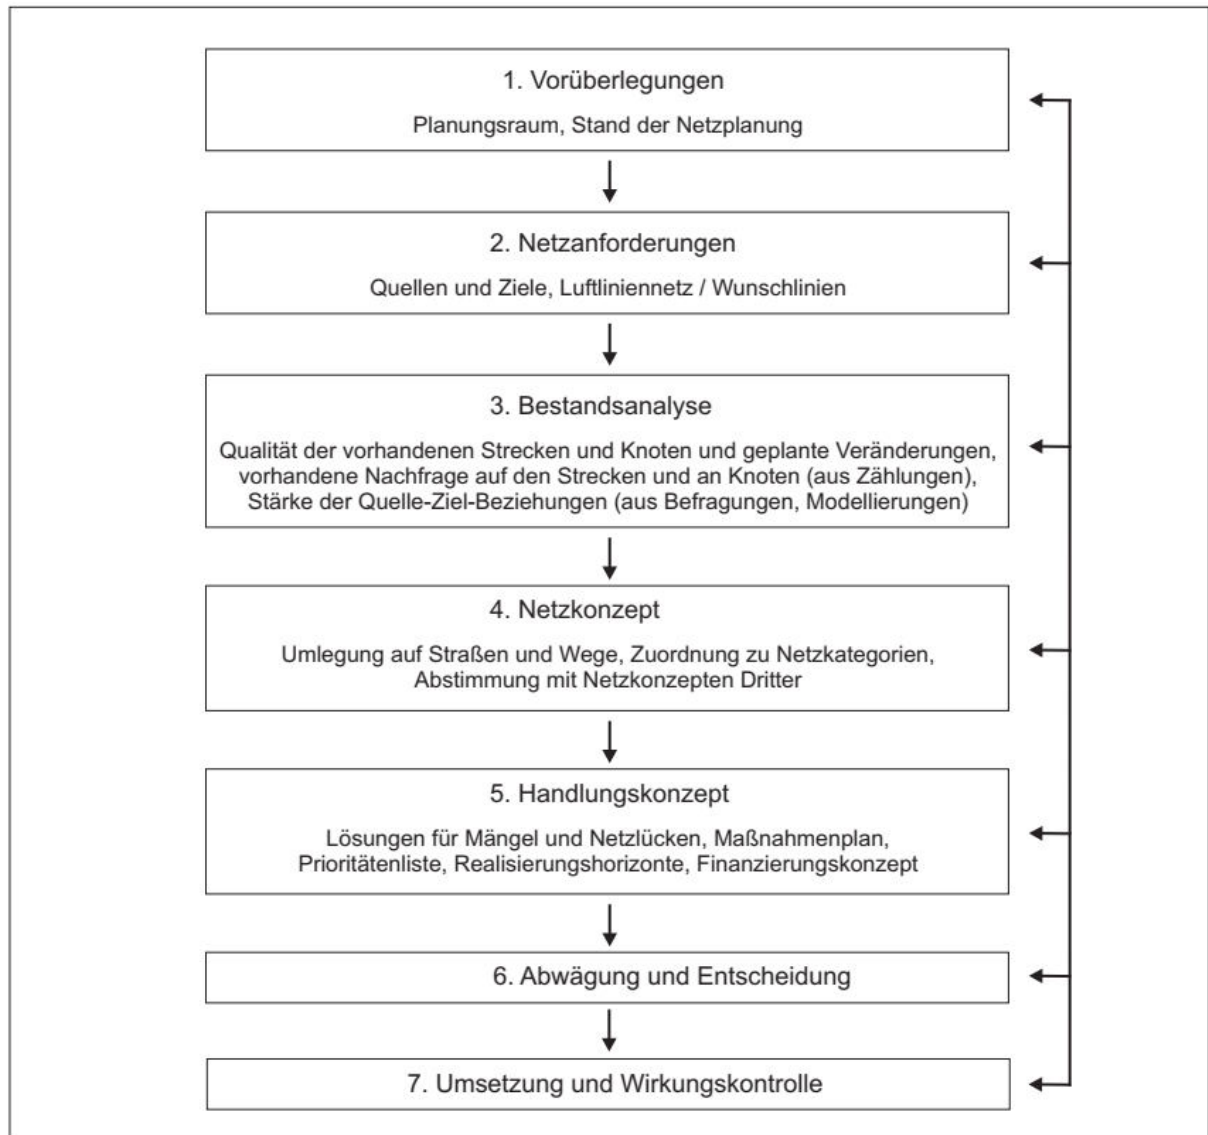 1. Vorüberlegungen
Planungsraum, Stand der Netzplanung
2. Netzanforderungen
Quellen und Ziele, Luftliniennetz / Wunschlinien
3. Bestandsanalyse
Qualität der vorhandenen Strecken und Knoten und geplante Veränderungen,
vorhandene Nachfrage auf den Strecken und an Knoten (aus Zählungen),
Stärke der Quelle-Ziel-Beziehungen (aus Befragungen, Modellierungen)
4. Netzkonzept
Umlegung auf Straßen und Wege, Zuordnung zu Netzkategorien,
Abstimmung mit Netzkonzepten Dritter
5. Handlungskonzept
Lösungen für Mängel und Netzlücken, Maßnahmenplan,
Prioritätenliste, Realisierungshorizonte, Finanzierungskonzept
6. Abwägung und Entscheidung
7. Umsetzung und Wirkungskontrolle